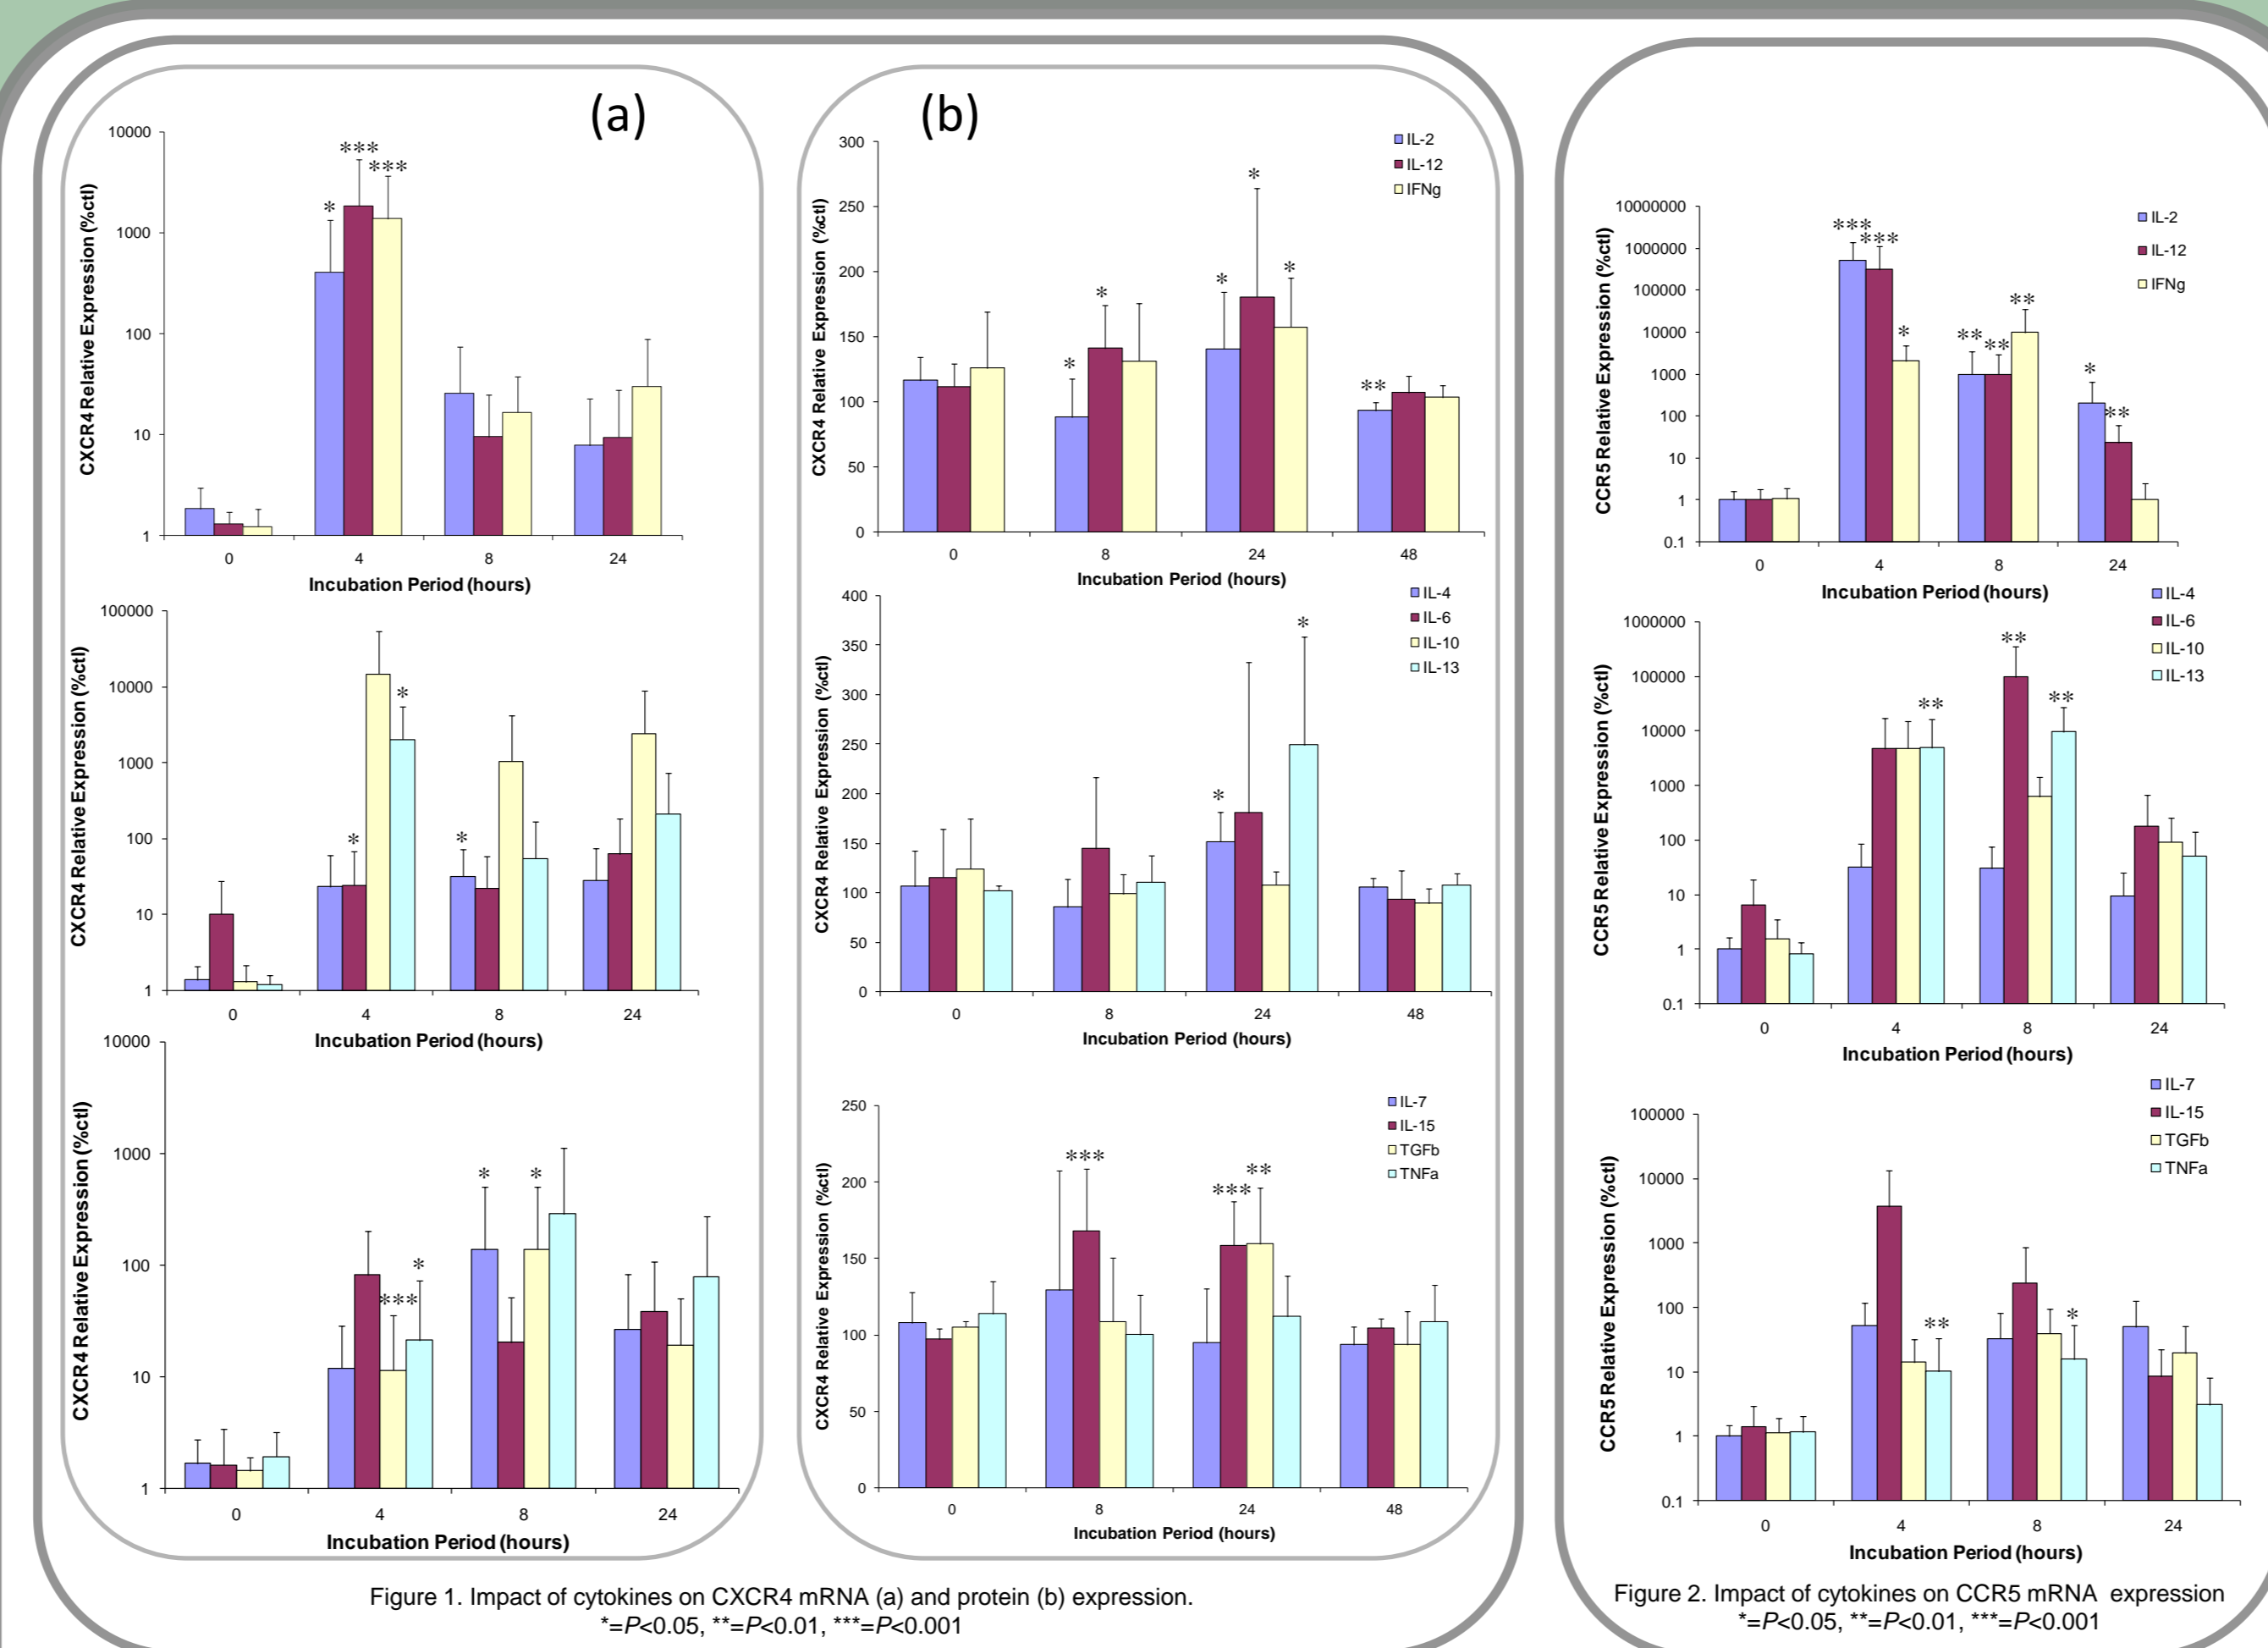 (a)
CXCR4 Relative Expression (%ctl)
10000
1000
100
10
1
***
***
*
0 4 8 24
Incubation Period (hours)
100000
10000
1000
100
10
1
CXCR4 Relative Expression (%ctl)
*
*
*
0 4 8 24
Incubation Period (hours)
10000
1000
100
10
1
CXCR4 Relative Expression (%ctl)
* *
*
***
0 4 8 24
Incubation Period (hours)
(b)
IL-2
IL-12
IFNg
CXCR4 Relative Expression (%ctl)
300
250
200
150
100
50
0
*
* *
*
*
**
0 8 24 48
Incubation Period (hours)
IL-4
IL-6
IL-10
IL-13
CXCR4 Relative Expression (%ctl)
400
350
300
250
200
150
100
50
0
*
*
0 8 24 48
Incubation Period (hours)
IL-7
IL-15
TGFb
TNFa
CXCR4 Relative Expression (%ctl)
250
200
150
100
50
0
***
***
**
0 8 24 48
Incubation Period (hours)
Figure 1. Impact of cytokines on CXCR4 mRNA (a) and protein (b) expression.
*=P<0.05, **=P<0.01, ***=P<0.001
IL-2
IL-12
IFNg
CCR5 Relative Expression (%ctl)
10000000
1000000
100000
10000
1000
100
10
1
0.1
***
***
*
**
**
**
*
**
0 4 8 24
Incubation Period (hours)
IL-4
IL-6
IL-10
IL-13
CCR5 Relative Expression (%ctl)
1000000
100000
10000
1000
100
10
1
0.1
**
**
**
0 4 8 24
Incubation Period (hours)
IL-7
IL-15
TGFb
TNFa
CCR5 Relative Expression (%ctl)
100000
10000
1000
100
10
1
0.1
**
*
0 4 8 24
Incubation Period (hours)
Figure 2. Impact of cytokines on CCR5 mRNA expression
*=P<0.05, **=P<0.01, ***=P<0.001